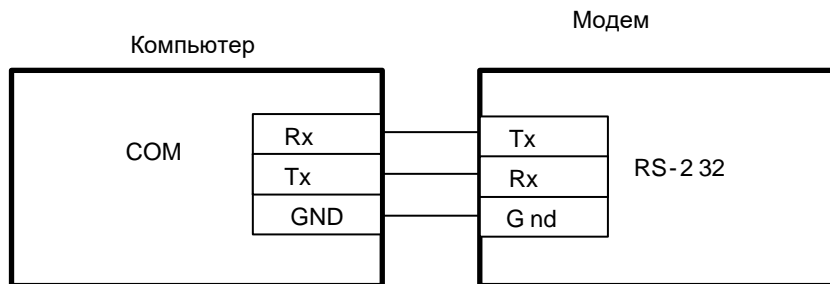 Модем
Компьютер
COM
Rx
Tx
GND
Tx
Rx
G nd
RS-2 32